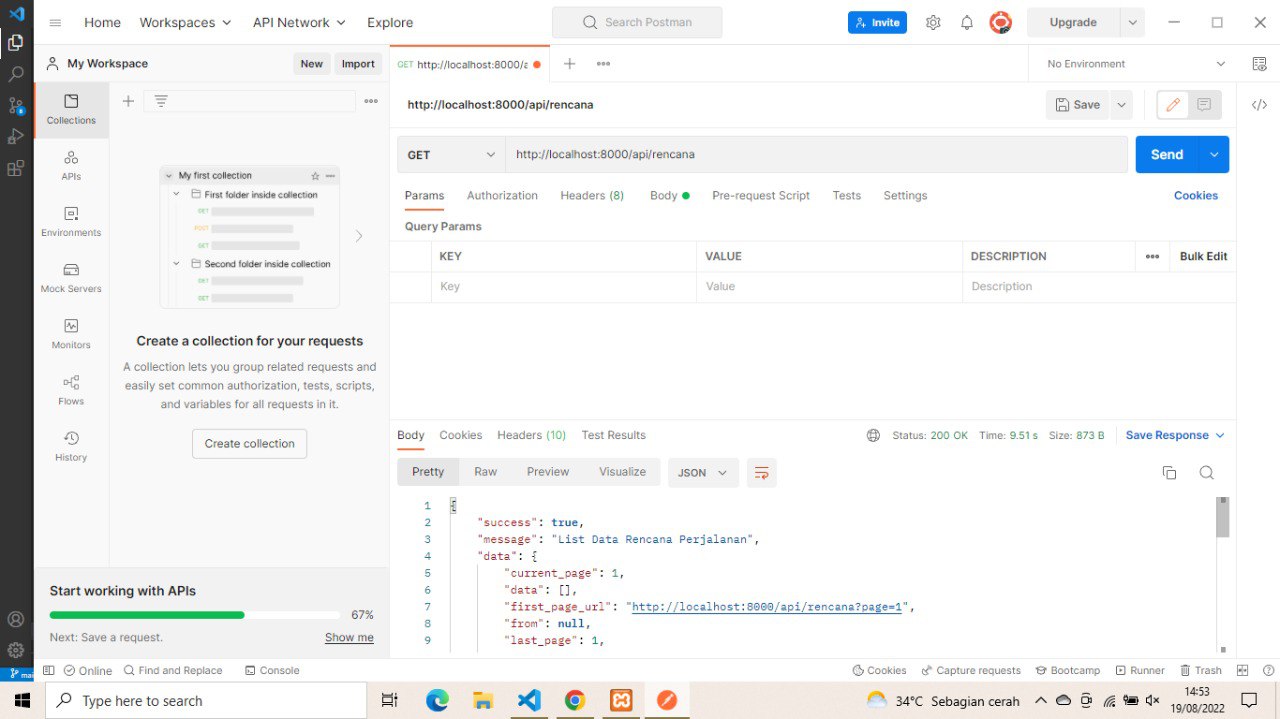 Home Workspaces API Network Explore Search Postman Invite Upgrade
My Workspace New Import GET http://localhost:8000/a No Environment
Collections
APIs
Environments
Mock Servers
Monitors
Flows
History
My first collection
First folder inside collection
GET
POST
GET
Second folder inside collection
GET
GET
Create a collection for your requests
A collection lets you group related requests and
easily set common authorization, tests, scripts,
and variables for all requests in it.
Create collection
Start working with APIs
67%
Next: Save a request. Show me
http://localhost:8000/api/rencana Save
GET http://localhost:8000/api/rencana Send
Params Authorization Headers (8) Body Pre-request Script Tests Settings Cookies
Query Params
KEY VALUE DESCRIPTION Bulk Edit
Key Value Description
Body Cookies Headers (10) Test Results Status: 200 OK Time: 9.51 s Size: 873 B Save Response
Pretty Raw Preview Visualize JSON
1 {
2 "success": true,
3 "message": "List Data Rencana Perjalanan",
4 "data": {
5 "current_page": 1,
6 "data": [],
7 "first_page_url": "http://localhost:8000/api/rencana?page=1",
8 "from": null,
9 "last_page": 1,
mai Online Find and Replace Console Cookies Capture requests Bootcamp Runner Trash
Type here to search 34°C Sebagian cerah 14:53
19/08/2022